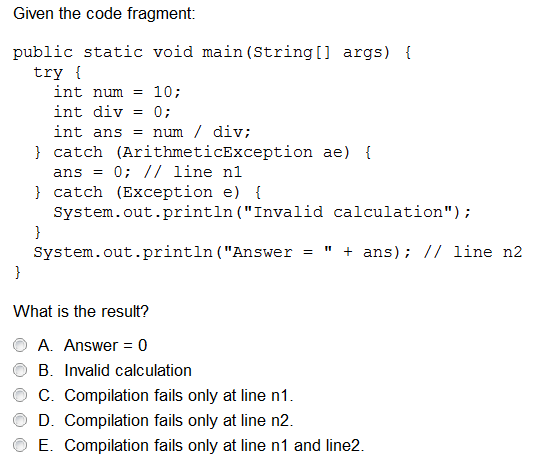 Given the code fragment:
public static void main(String[] args) {
  try {
    int num = 10;
    int div = 0;
    int ans = num / div;
  } catch (ArithmeticException ae) {
    ans = 0; // line n1
  } catch (Exception e) {
    System.out.println("Invalid calculation");
  }
  System.out.println("Answer = " + ans); // line n2
}
What is the result?
A. Answer = 0
B. Invalid calculation
C. Compilation fails only at line n1.
D. Compilation fails only at line n2.
E. Compilation fails only at line n1 and line2.